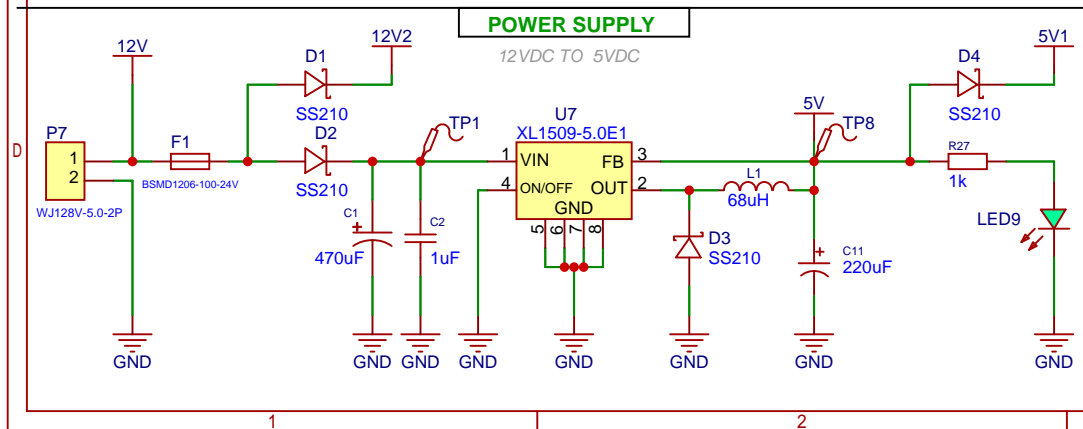 POWER SUPPLY
12VDC TO 5VDC
12V
12V2
5V1
D1
SS210
D4
SS210
5V
P7
1
2
WJ128V-5.0-2P
F1
BSMD1206-100-24V
D2
SS210
TP1
U7
XL1509-5.0E1
1 VIN
4 ON/OFF
FB 3
OUT 2
GND
5 6 7 8
TP8
L1
68uH
R27
1k
LED9
C1
+
470uF
C2
1uF
D3
SS210
+
C11
220uF
GND
GND
GND
GND
GND
GND
GND
GND
D
1
2